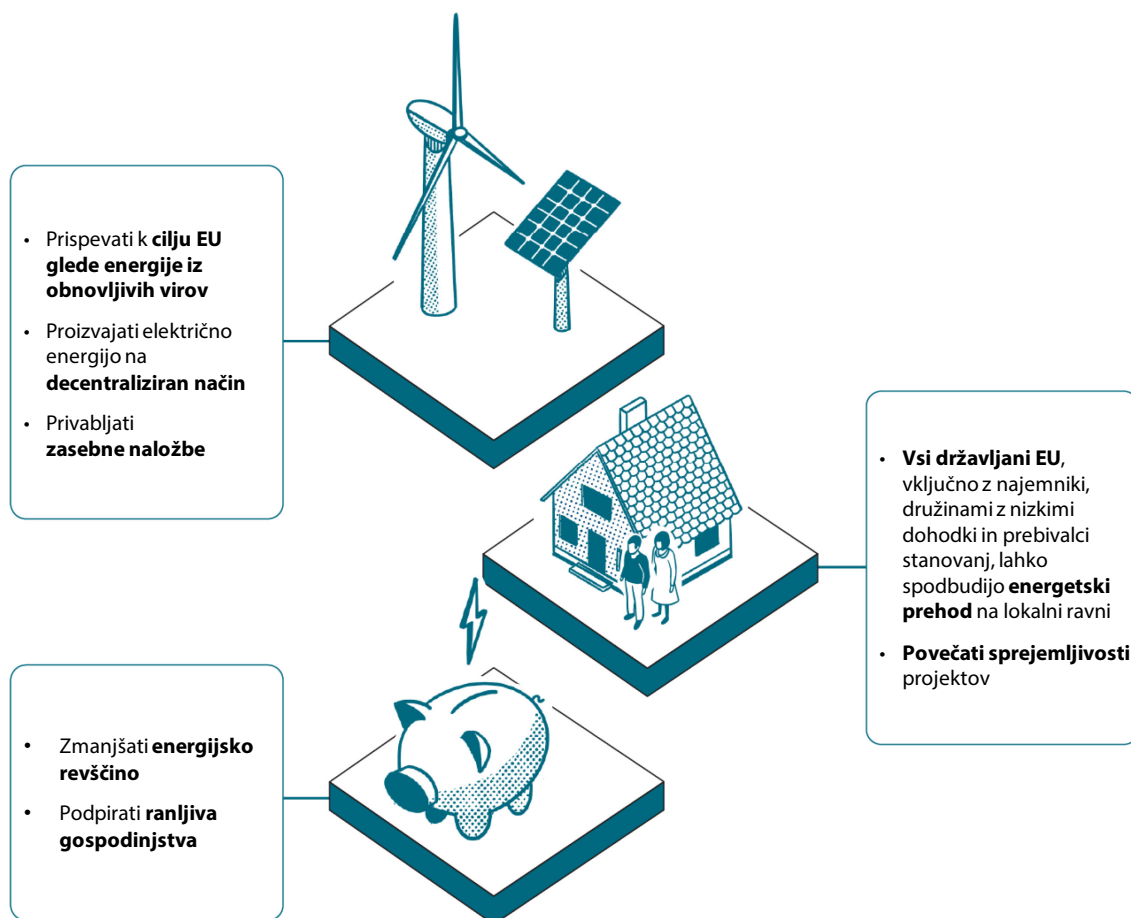 • Prispevati k cilju EU
glede energije iz
obnovljivih virov
• Proizvajati električno
energijo na
decentraliziran način
• Privabljati
zasebne naložbe
• Vsi državljani EU,
vključno z najemniki,
družinami z nizkimi
dohodki in prebivalci
stanovanj, lahko
spodbudijo energetski
prehod na lokalni ravni
• Povečati sprejemljivosti
projektov
• Zmanjšati energijsko
revščino
• Podpirati ranljiva
gospodinjstva